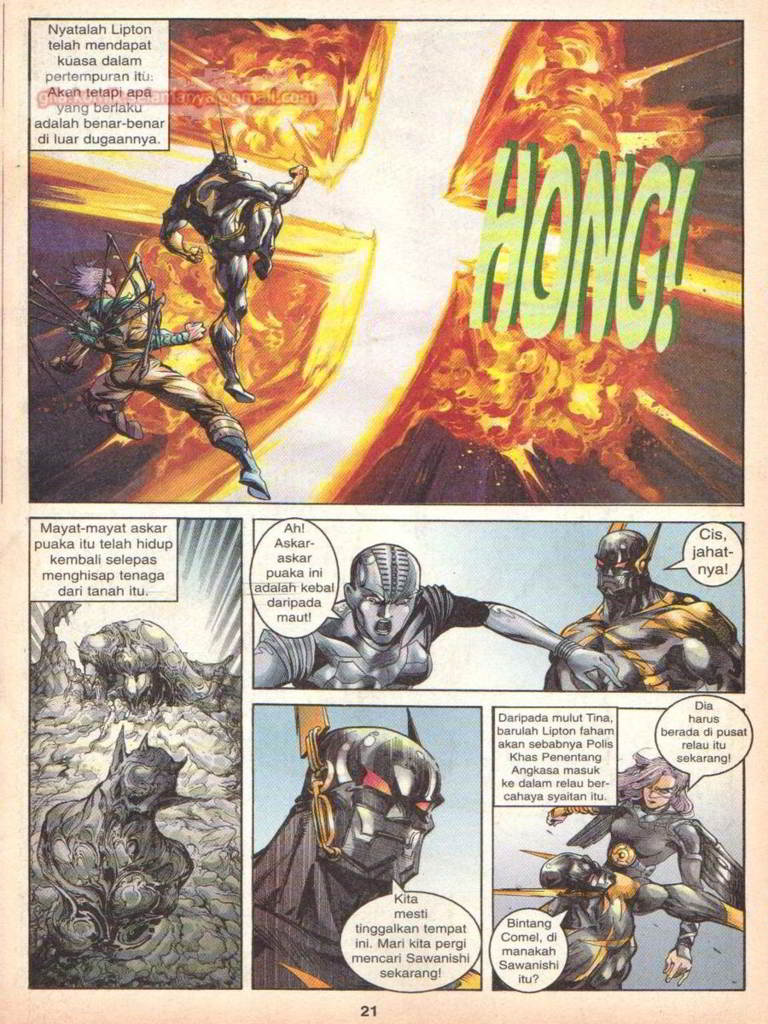 Nyatalah Lipton
telah mendapat
kuasa dalam
pertempuran itu.
Akan tetapi apa
yang berlaku
adalah benar-benar
di luar dugaannya.
HONG!
Mayat-mayat askar
puaka itu telah hidup
kembali selepas
menghisap tenaga
dari tanah itu.
Ah!
Askar-
askar
puaka ini
adalah kebal
daripada
maut!
Cis,
jahat-
nya!
Kita
mesti
tinggalkan tempat
ini. Mari kita pergi
mencari Sawanishi
sekarang!
Daripada mulut Tina,
barulah Lipton faham
akan sebabnya Polis
Khas Penentang
Angkasa masuk
ke dalam relau ber-
cahaya syaitan itu.
Dia
harus
berada di pusat
relau itu
sekarang!
Bintang
Comel, di
manakah
Sawanishi
itu?
21